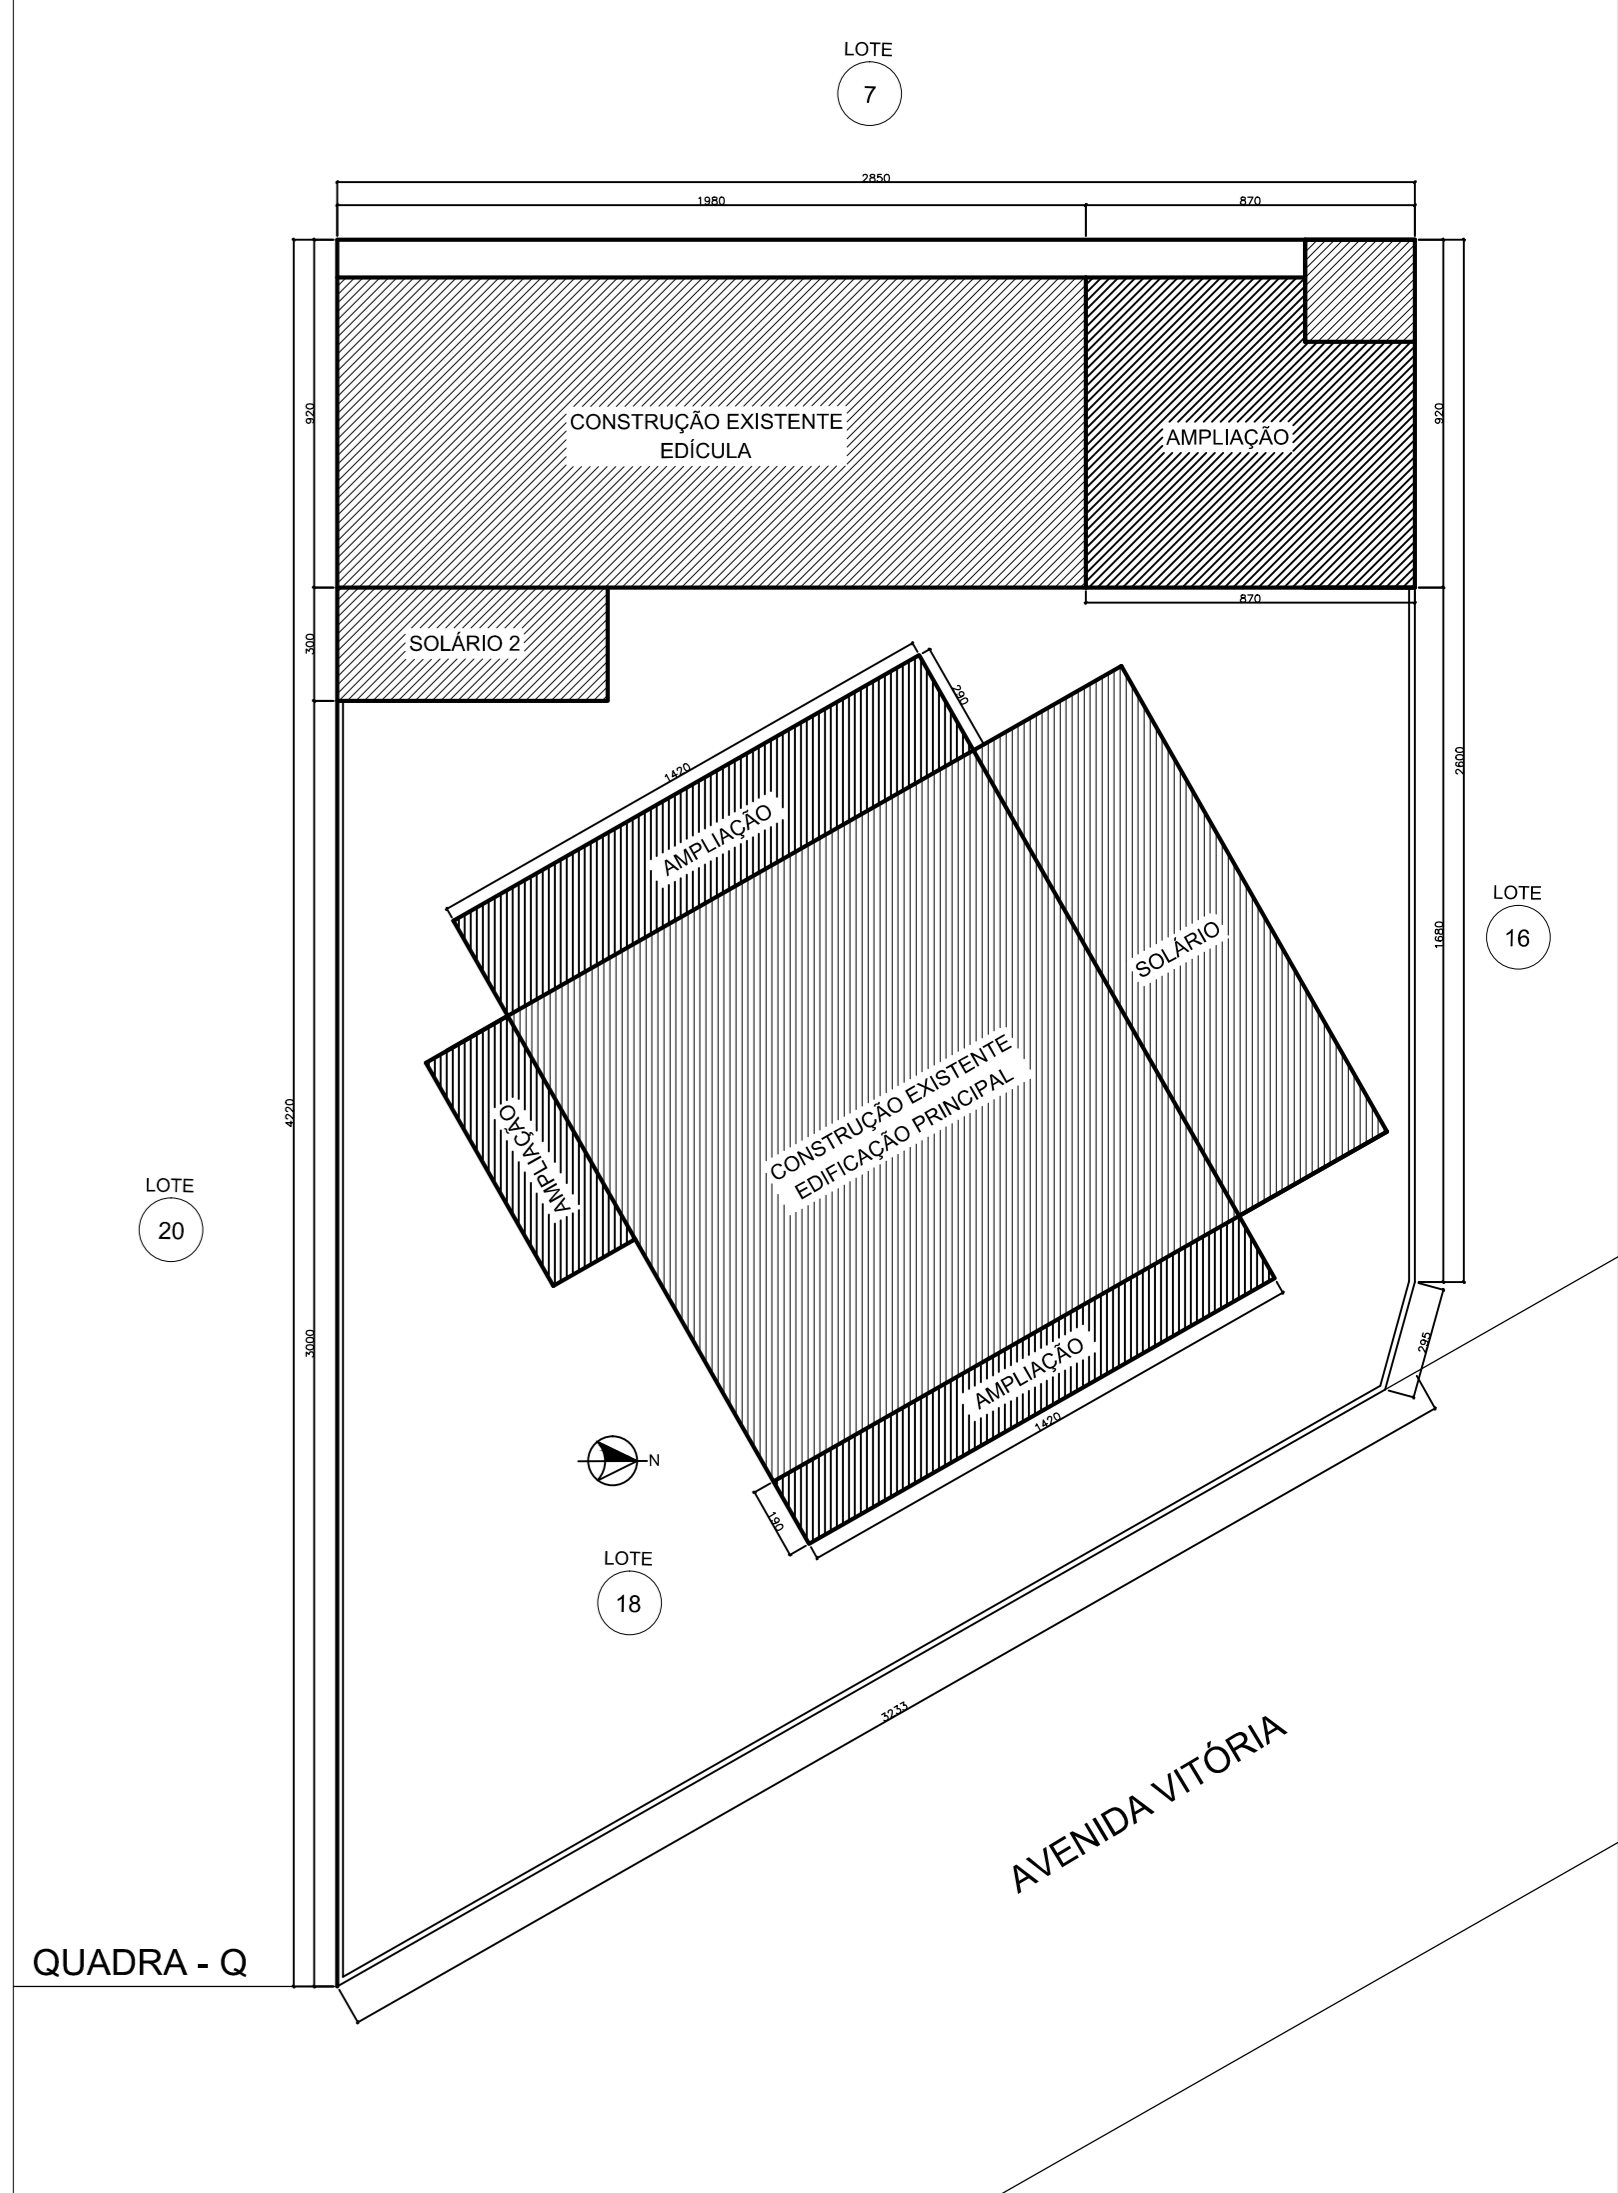 LOTE
7
2850
1980
870
920
CONSTRUÇÃO EXISTENTE
EDÍCULA
AMPLIAÇÃO
920
870
300
SOLÁRIO 2
290
1420
2600
AMPLIAÇÃO
LOTE
16
1680
SOLÁRIO
4220
CONSTRUÇÃO EXISTENTE
EDIFICAÇÃO PRINCIPAL
AMPLIAÇÃO
LOTE
20
3000
295
AMPLIAÇÃO
1420
N
190
LOTE
18
3233
AVENIDA VITÓRIA
QUADRA - Q